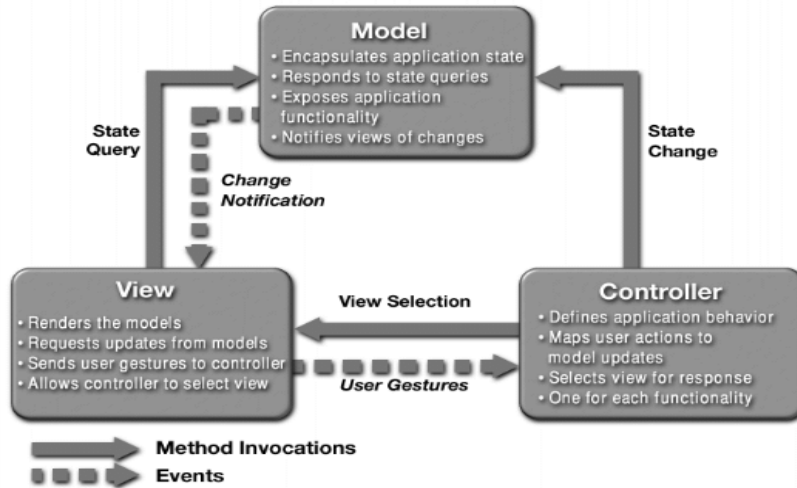 Model
• Encapsulates application state
• Responds to state queries
• Exposes application
functionality
• Notifies views of changes
State
Query
State
Change
Change
Notification
View
• Renders the models
• Requests updates from models
• Sends user gestures to controller
• Allows controller to select view
View Selection
User Gestures
Controller
• Defines application behavior
• Maps user actions to
model updates
• Selects view for response
• One for each functionality
Method Invocations
Events